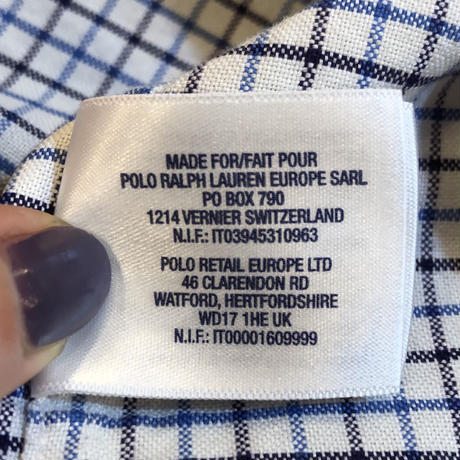 MADE FOR/FAIT POUR
POLO RALPH LAUREN EUROPE SARL
PO BOX 790
1214 VERNIER SWITZERLAND
N.I.F.: IT03945310963
POLO RETAIL EUROPE LTD
46 CLARENDON RD
WATFORD, HERTFORDSHIRE
WD17 1HE UK
N.I.F.: IT00001609999